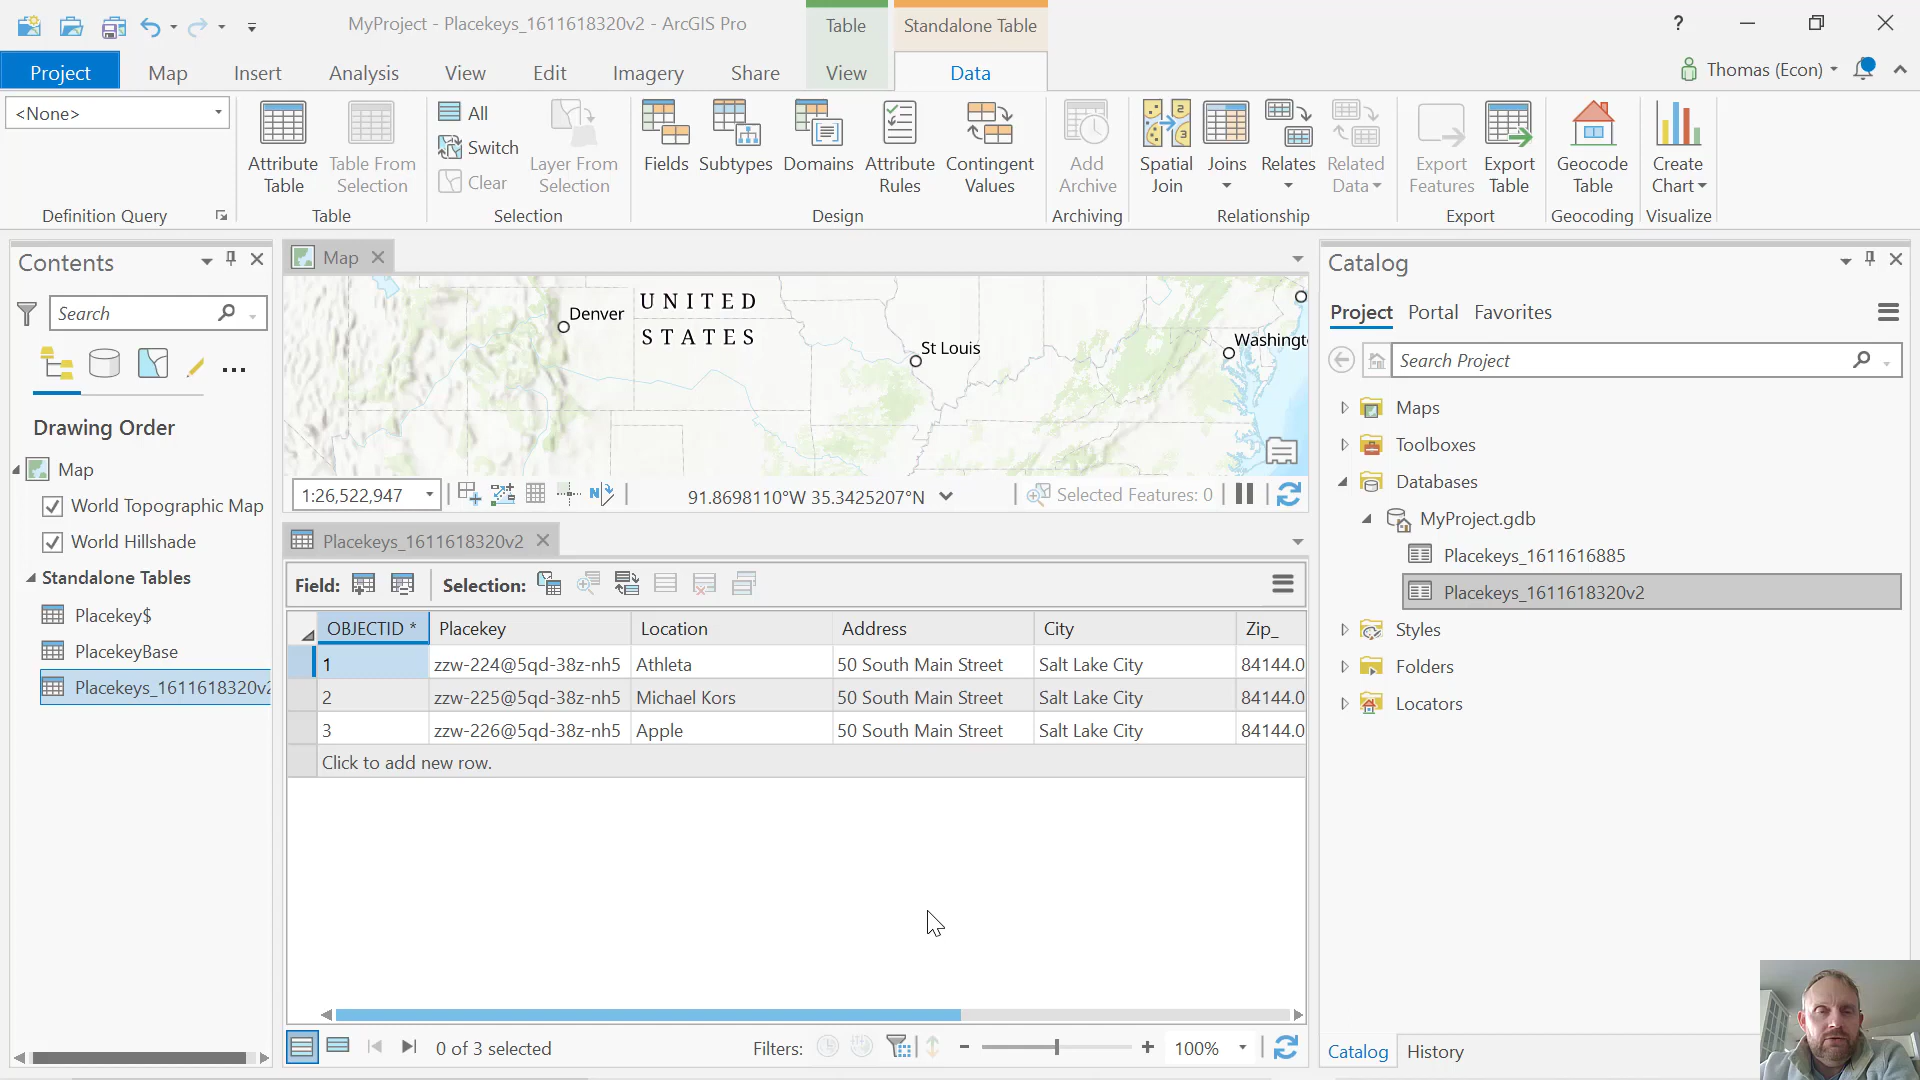 MyProject - Placekeys_1611618320v2 - ArcGIS Pro
Table
Standalone Table
?
Project
Map
Insert
Analysis
View
Edit
Imagery
Share
View
Data
Thomas (Econ)
<None>
Definition Query
Attribute Table
Table From Selection
Table
All
Switch
Clear
Layer From Selection
Selection
Fields
Subtypes
Domains
Attribute Rules
Contingent Values
Design
Add Archive
Archiving
Spatial Join
Joins
Relates
Related Data
Relationship
Export Features
Export Table
Export
Geocode Table
Geocoding
Create Chart
Visualize
Contents
Search
Drawing Order
Map
World Topographic Map
World Hillshade
Standalone Tables
Placekey$
PlacekeyBase
Placekeys_1611618320v2
Map
UNITED
STATES
Denver
St Louis
Washingt
1:26,522,947
91.8698110°W 35.3425207°N
Selected Features: 0
Placekeys_1611618320v2
Field:
Selection:
OBJECTID * Placekey Location Address City Zip_
1 zzw-224@5qd-38z-nh5 Athleta 50 South Main Street Salt Lake City 84144.0
2 zzw-225@5qd-38z-nh5 Michael Kors 50 South Main Street Salt Lake City 84144.0
3 zzw-226@5qd-38z-nh5 Apple 50 South Main Street Salt Lake City 84144.0
Click to add new row.
0 of 3 selected
Filters:
100%
Catalog
Project Portal Favorites
Search Project
Maps
Toolboxes
Databases
MyProject.gdb
Placekeys_1611616885
Placekeys_1611618320v2
Styles
Folders
Locators
Catalog
History